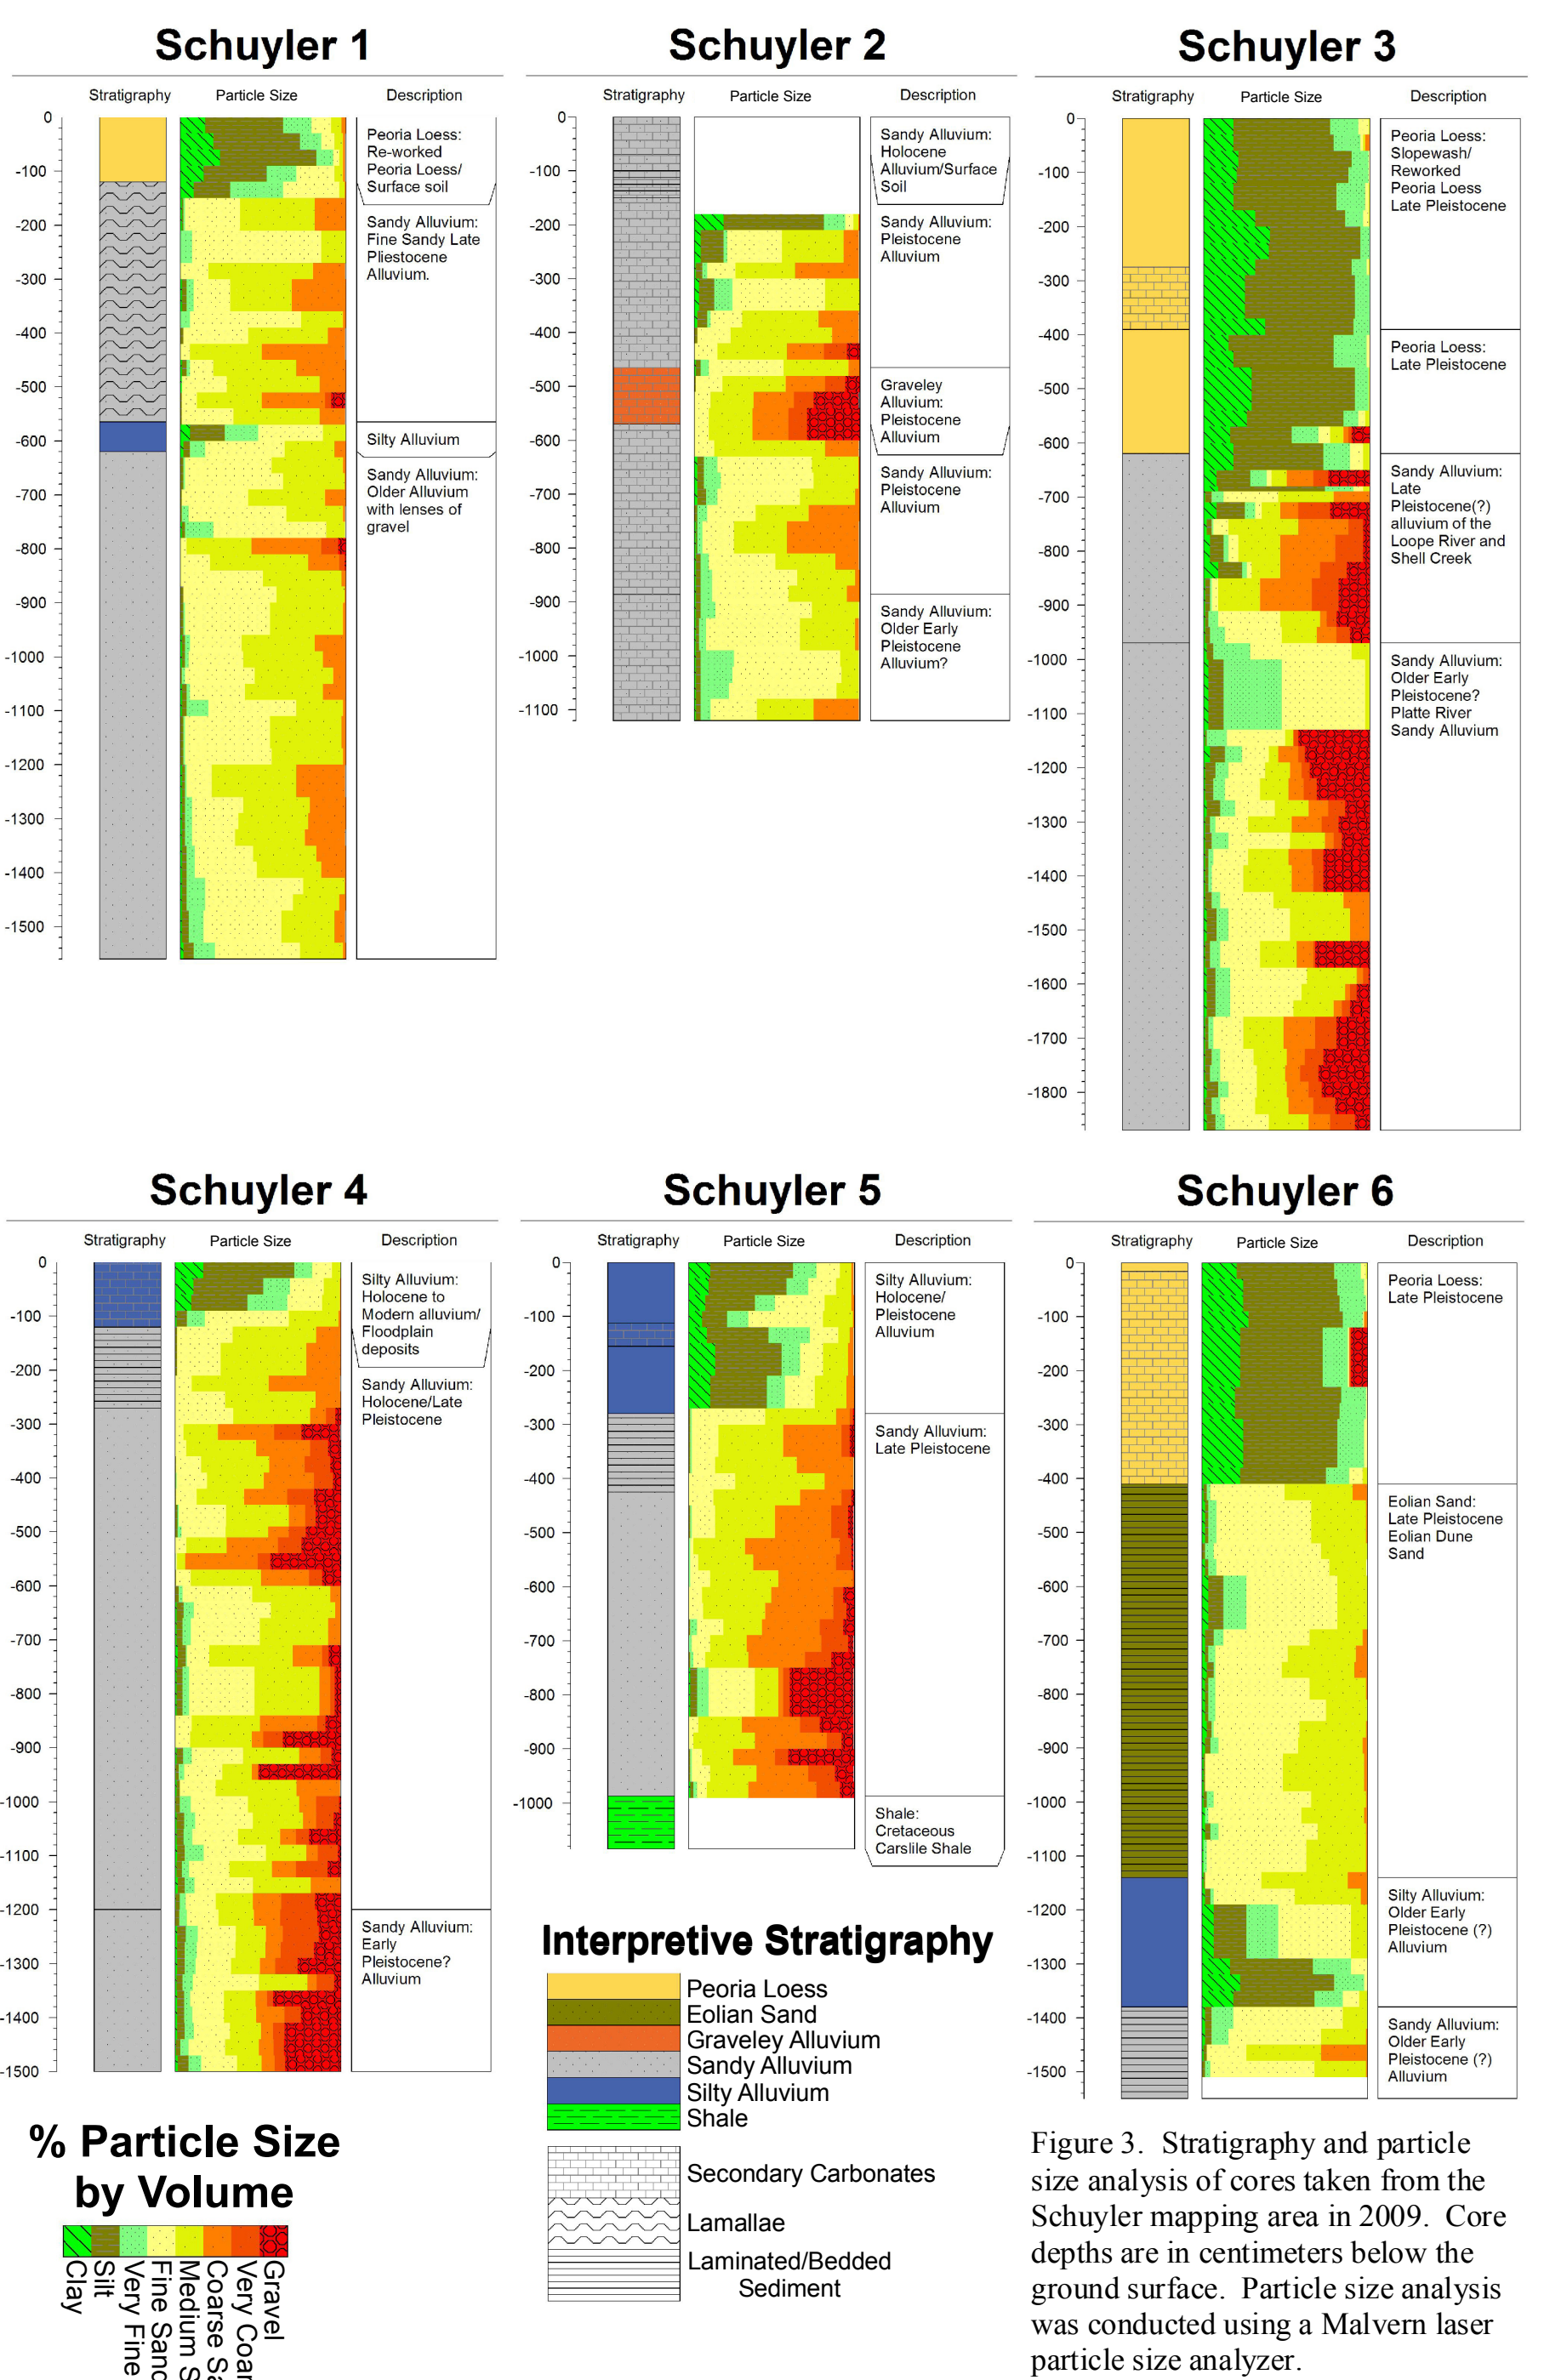 Schuyler 1
Stratigraphy
Particle Size
Description
0
-100
-200
-300
-400
-500
-600
-700
-800
-900
-1000
-1100
-1200
-1300
-1400
-1500
Peoria Loess:
Re-worked
Peoria Loess/
Surface soil
Sandy Alluvium:
Fine Sandy Late
Pliestocene
Alluvium.
Silty Alluvium
Sandy Alluvium:
Older Alluvium
with lenses of
gravel
Schuyler 2
Stratigraphy
Particle Size
Description
0
-100
-200
-300
-400
-500
-600
-700
-800
-900
-1000
-1100
Sandy Alluvium:
Holocene
Alluvium/Surface
Soil
Sandy Alluvium:
Pleistocene
Alluvium
Graveley
Alluvium:
Pleistocene
Alluvium
Sandy Alluvium:
Pleistocene
Alluvium
Sandy Alluvium:
Older Early
Pleistocene
Alluvium?
Schuyler 3
Stratigraphy
Particle Size
Description
0
-100
-200
-300
-400
-500
-600
-700
-800
-900
-1000
-1100
-1200
-1300
-1400
-1500
-1600
-1700
-1800
Peoria Loess:
Slopewash/
Reworked
Peoria Loess
Late Pleistocene
Peoria Loess:
Late Pleistocene
Sandy Alluvium:
Late
Pleistocene(?)
alluvium of the
Loope River and
Shell Creek
Sandy Alluvium:
Older Early
Pleistocene?
Platte River
Sandy Alluvium
Schuyler 4
Stratigraphy
Particle Size
Description
0
-100
-200
-300
-400
-500
-600
-700
-800
-900
-1000
-1100
-1200
-1300
-1400
-1500
Silty Alluvium:
Holocene to
Modern alluvium/
Floodplain
deposits
Sandy Alluvium:
Holocene/Late
Pleistocene
Sandy Alluvium:
Early
Pleistocene?
Alluvium
Schuyler 5
Stratigraphy
Particle Size
Description
0
-100
-200
-300
-400
-500
-600
-700
-800
-900
-1000
Silty Alluvium:
Holocene/
Pleistocene
Alluvium
Sandy Alluvium:
Late Pleistocene
Shale:
Cretaceous
Carslile Shale
Schuyler 6
Stratigraphy
Particle Size
Description
0
-100
-200
-300
-400
-500
-600
-700
-800
-900
-1000
-1100
-1200
-1300
-1400
-1500
Peoria Loess:
Late Pleistocene
Eolian Sand:
Late Pleistocene
Eolian Dune
Sand
Silty Alluvium:
Older Early
Pleistocene (?)
Alluvium
Sandy Alluvium:
Older Early
Pleistocene (?)
Alluvium
% Particle Size
by Volume
Clay
Silt
Very Fine
Fine Sand
Medium S
Coarse Sa
Very Coar
Gravel
Interpretive Stratigraphy
Peoria Loess
Eolian Sand
Graveley Alluvium
Sandy Alluvium
Silty Alluvium
Shale
Secondary Carbonates
Lamallae
Laminated/Bedded
Sediment
Figure 3. Stratigraphy and particle
size analysis of cores taken from the
Schuyler mapping area in 2009. Core
depths are in centimeters below the
ground surface. Particle size analysis
was conducted using a Malvern laser
particle size analyzer.